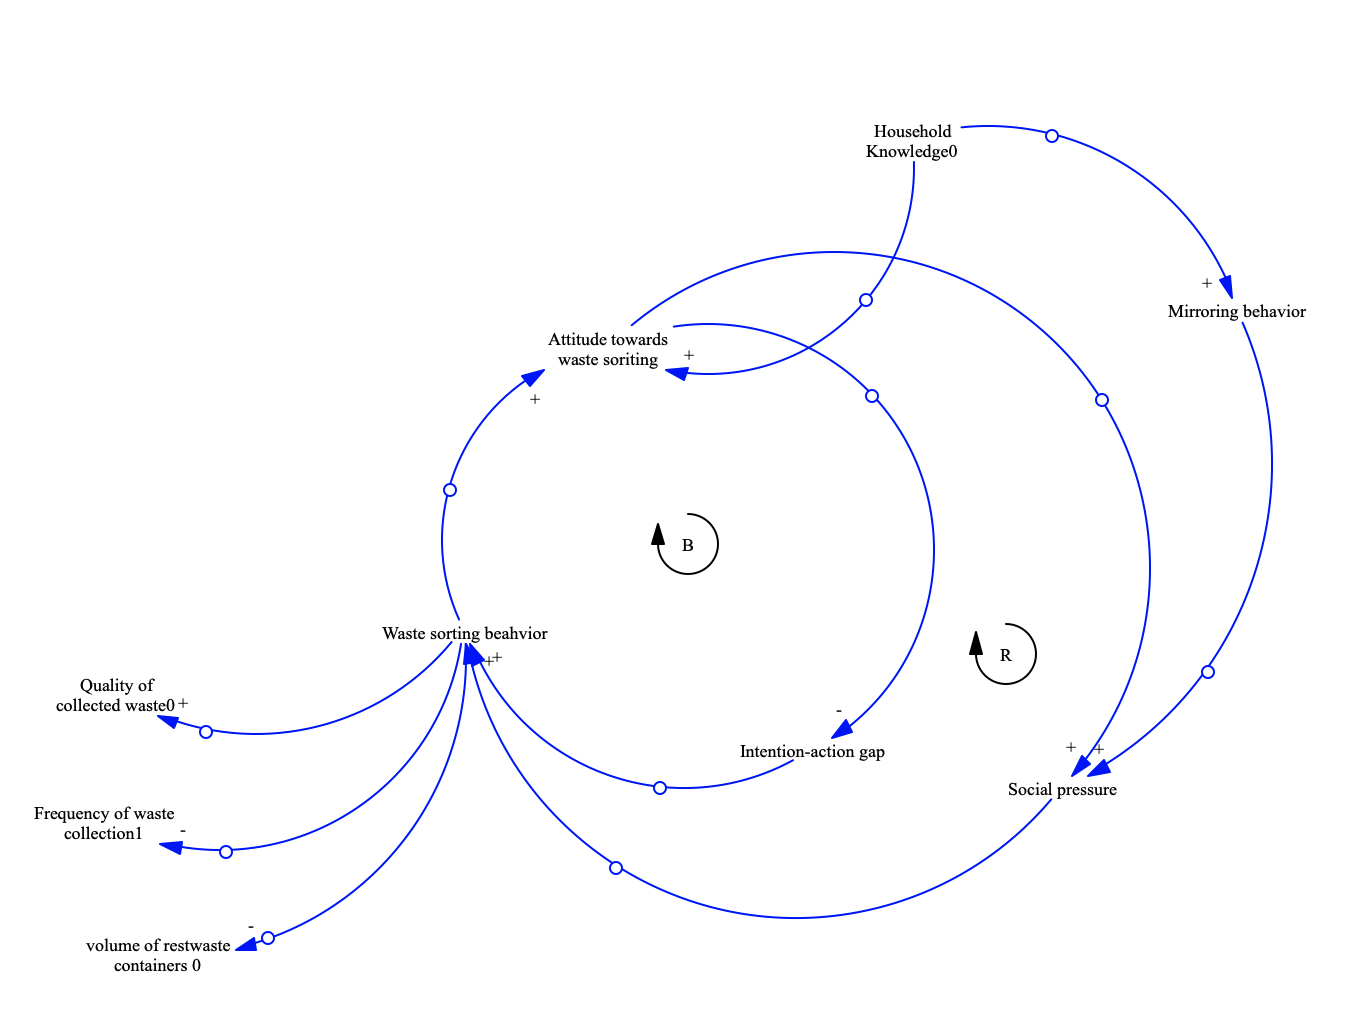 Household
Knowledge0
+
Mirroring behavior
Attitude towards
waste soriting
+
+
B
Waste sorting beahvior
++
R
Quality of
collected waste0+
-
Intention-action gap
+ +
Social pressure
Frequency of waste
collection1
-
-
volume of restwaste
containers 0